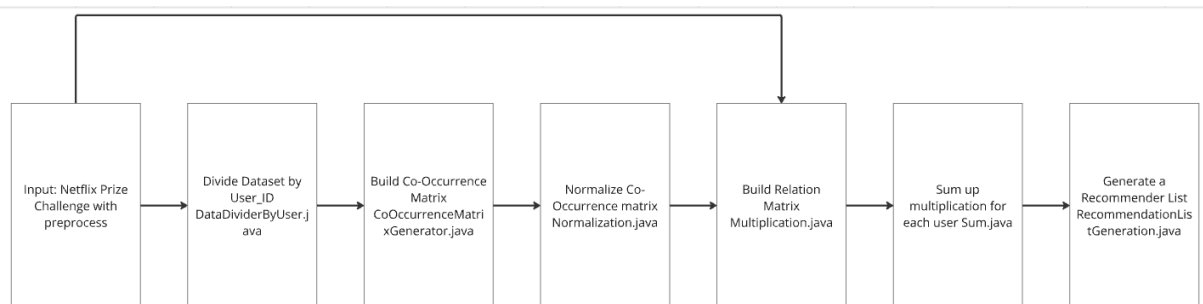 Input: Netflix Prize
Challenge with
preprocess
Divide Dataset by
User_ID
DataDividerByUser.j
ava
Build Co-Occurrence
Matrix
CoOccurrenceMatri
xGenerator.java
Normalize Co-
Occurrence matrix
Normalization.java
Build Relation
Matrix
Multiplication.java
Sum up
multiplication for
each user Sum.java
Generate a
Recommender List
RecommendationLis
tGeneration.java